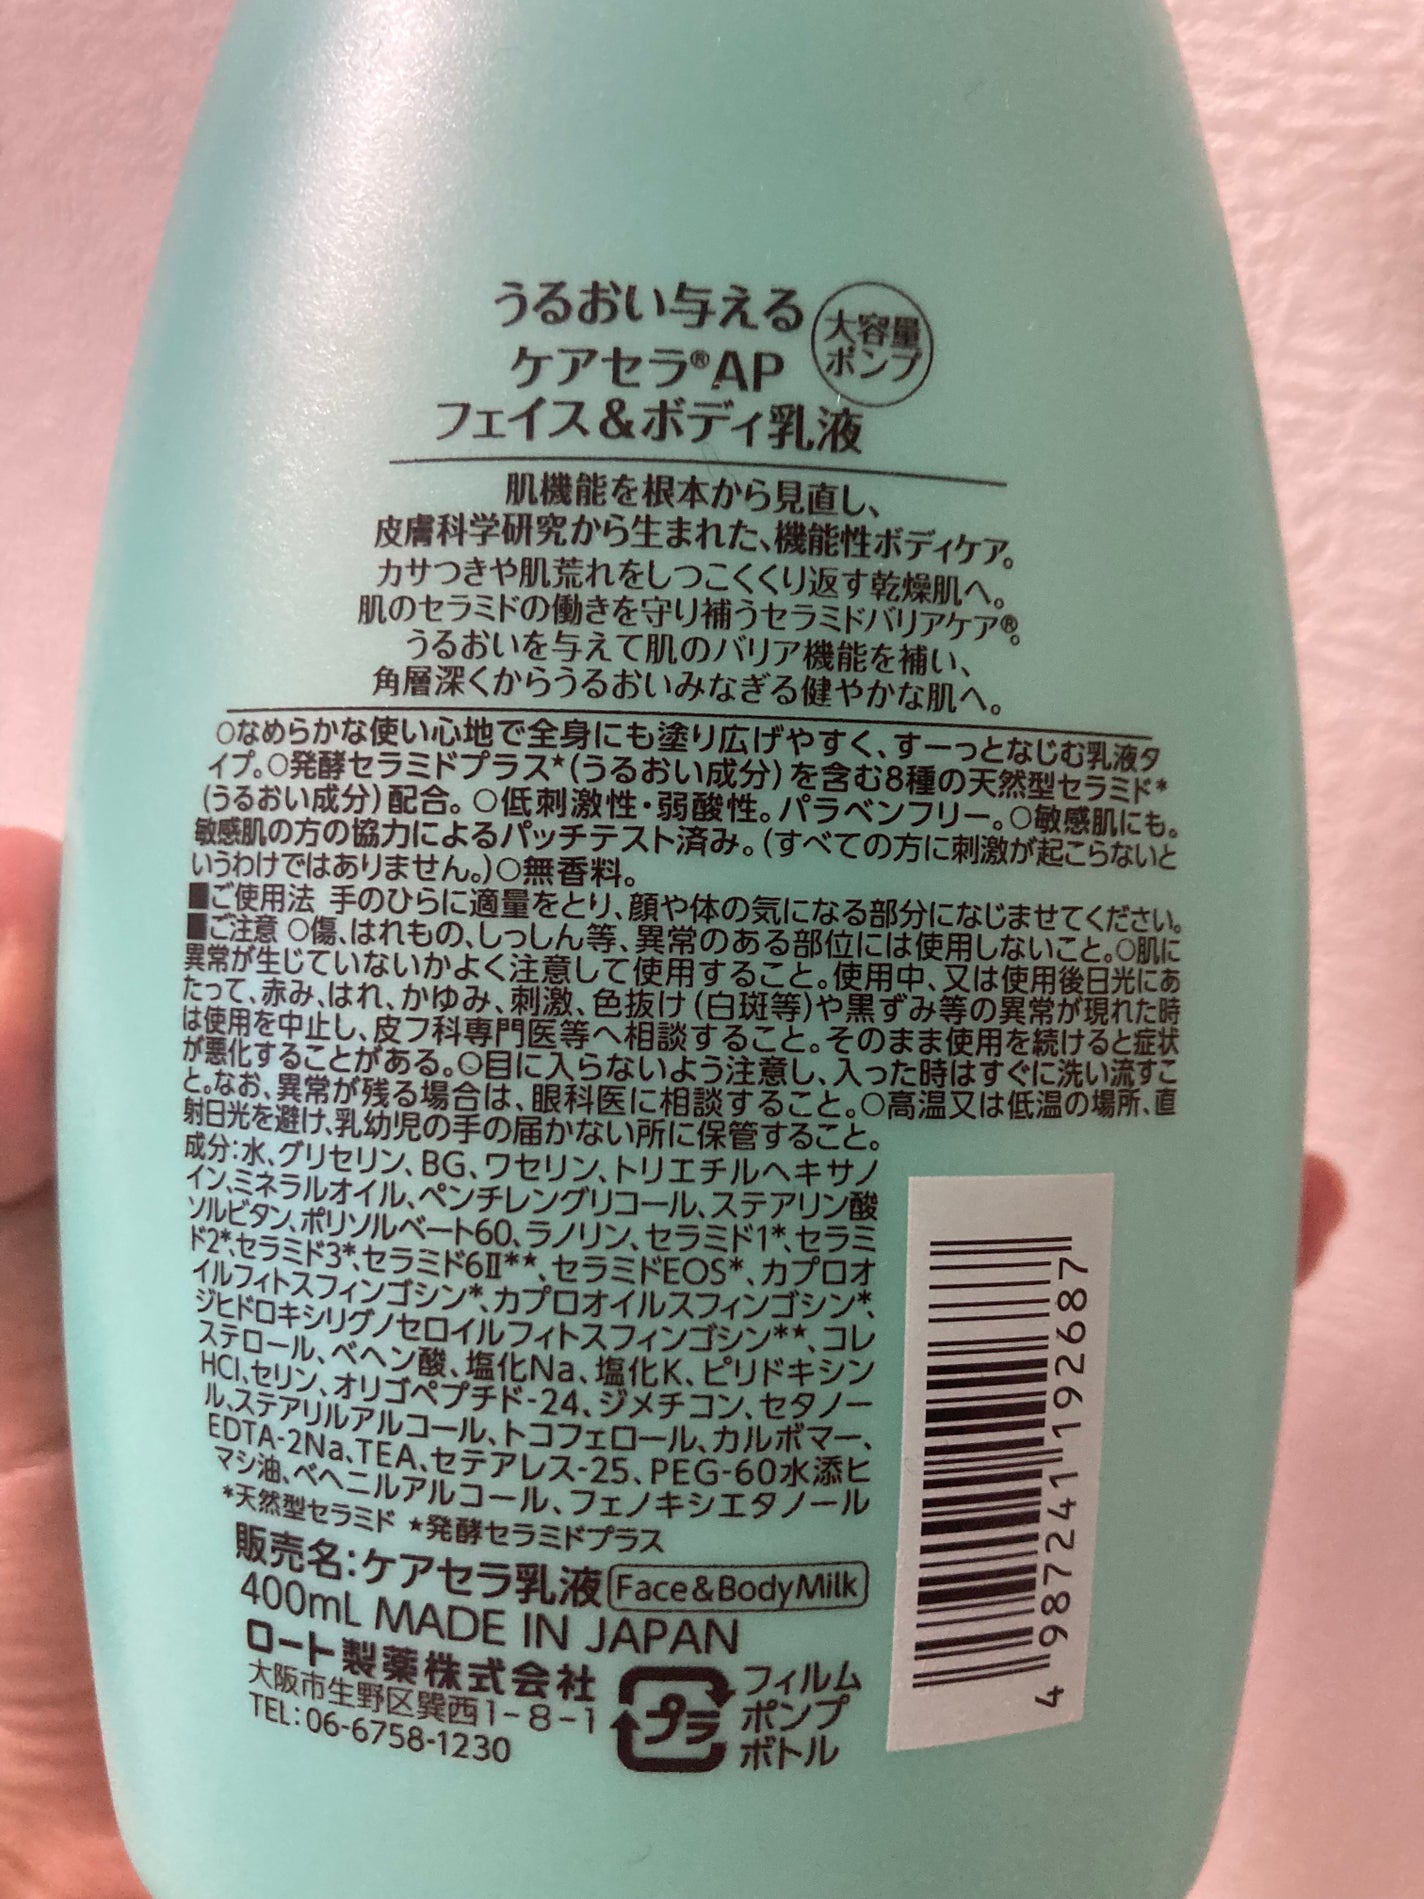 うるおい与える
大容量
ポンプ
ケアセラ®AP
フェイス&ボディ乳液
肌機能を根本から見直し、
皮膚科学研究から生まれた、機能性ボディケア。
カサつきや肌荒れをしつこくくり返す乾燥肌へ。
肌のセラミドの働きを守り補うセラミドバリアケア®。
うるおいを与えて肌のバリア機能を補い、
角層深くからうるおいみなぎる健やかな肌へ。
○なめらかな使い心地で全身にも塗り広げやすく、すーっとなじむ乳液タ
イプ。○発酵セラミドプラス★(うるおい成分)を含む8種の天然型セラミド*
(うるおい成分)配合。○低刺激性・弱酸性。パラベンフリー。○敏感肌にも。
敏感肌の方の協力によるパッチテスト済み。(すべての方に刺激が起こらないと
いうわけではありません。)○無香料。
■ご使用法 手のひらに適量をとり、顔や体の気になる部分になじませてください。
■ご注意 ○傷、はれもの、しっしん等、異常のある部位には使用しないこと。○肌に
異常が生じていないかよく注意して使用すること。使用中、又は使用後日光にあ
たって、赤み、はれ、かゆみ、刺激、色抜け(白斑等)や黒ずみ等の異常が現れた時
は使用を中止し、皮フ科専門医等へ相談すること。そのまま使用を続けると症状
が悪化することがある。○目に入らないよう注意し、入った時はすぐに洗い流すこ
と。なお、異常が残る場合は、眼科医に相談すること。○高温又は低温の場所、直
射日光を避け、乳幼児の手の届かない所に保管すること。
成分:水、グリセリン、BG、ワセリン、トリエチルヘキサノ
イン、ミネラルオイル、ペンチレングリコール、ステアリン酸
ソルビタン、ポリソルベート60、ラノリン、セラミド1*、セラミ
ド2*、セラミド3*、セラミド6Ⅱ*★、セラミドEOS*、カプロオ
イルフィトスフィンゴシン*、カプロオイルスフィンゴシン*、
ジヒドロキシリグノセロイルフィトスフィンゴシン*★、コレ
ステロール、ベヘン酸、塩化Na、塩化K、ピリドキシン
HCl、セリン、オリゴペプチド-24、ジメチコン、セタノー
ル、ステアリルアルコール、トコフェロール、カルボマー、
EDTA-2Na、TEA、セテアレス-25、PEG-60水添ヒ
マシ油、ベヘニルアルコール、フェノキシエタノール
*天然型セラミド ★発酵セラミドプラス
販売名:ケアセラ乳液 Face&BodyMilk
400mL MADE IN JAPAN
ロート製薬株式会社
大阪市生野区巽西1-8-1
TEL:06-6758-1230
プラ
フィルム
ポンプ
ボトル
4 987241 192687